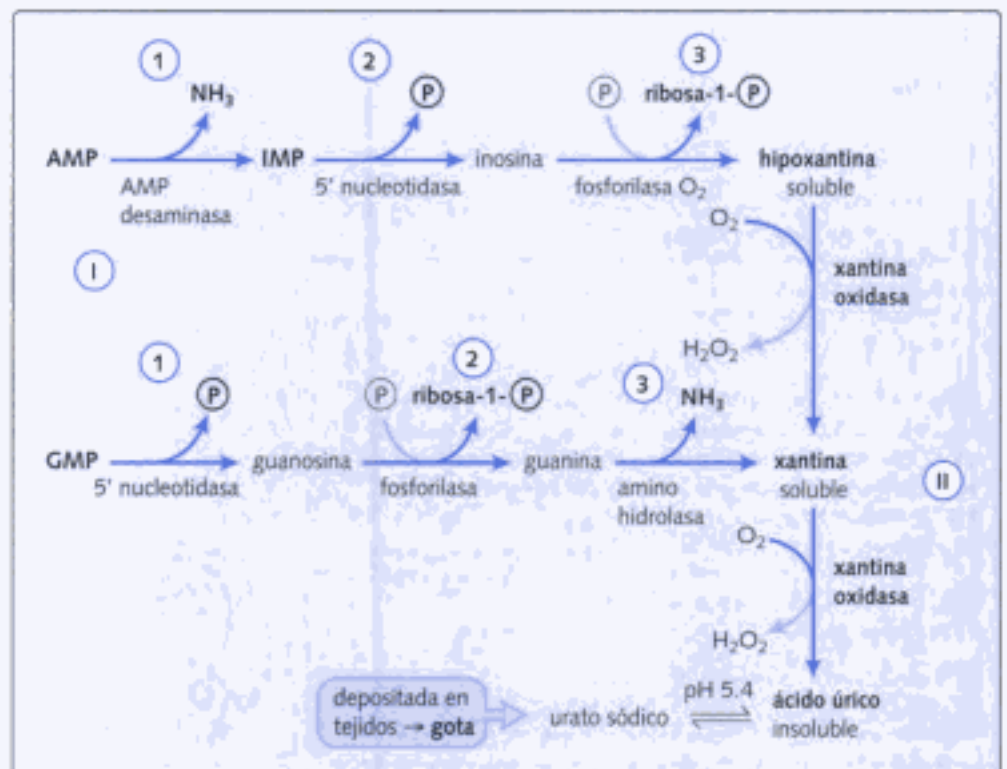 1 2 3
NH₃ P P ribosa-1-P
AMP IMP inosina hipoxantina
AMP 5' nucleotidasa fosforilasa O₂ soluble
desaminasa
O₂
I
xantina
oxidasa
H₂O₂
1 2 3
P P ribosa-1-P NH₃
GMP guanosina guanina xantina
5' nucleotidasa fosforilasa amino soluble
hidrolasa
II
O₂
xantina
oxidasa
H₂O₂
depositada en
tejidos → gota
urato sódico
pH 5.4
ácido úrico
insoluble